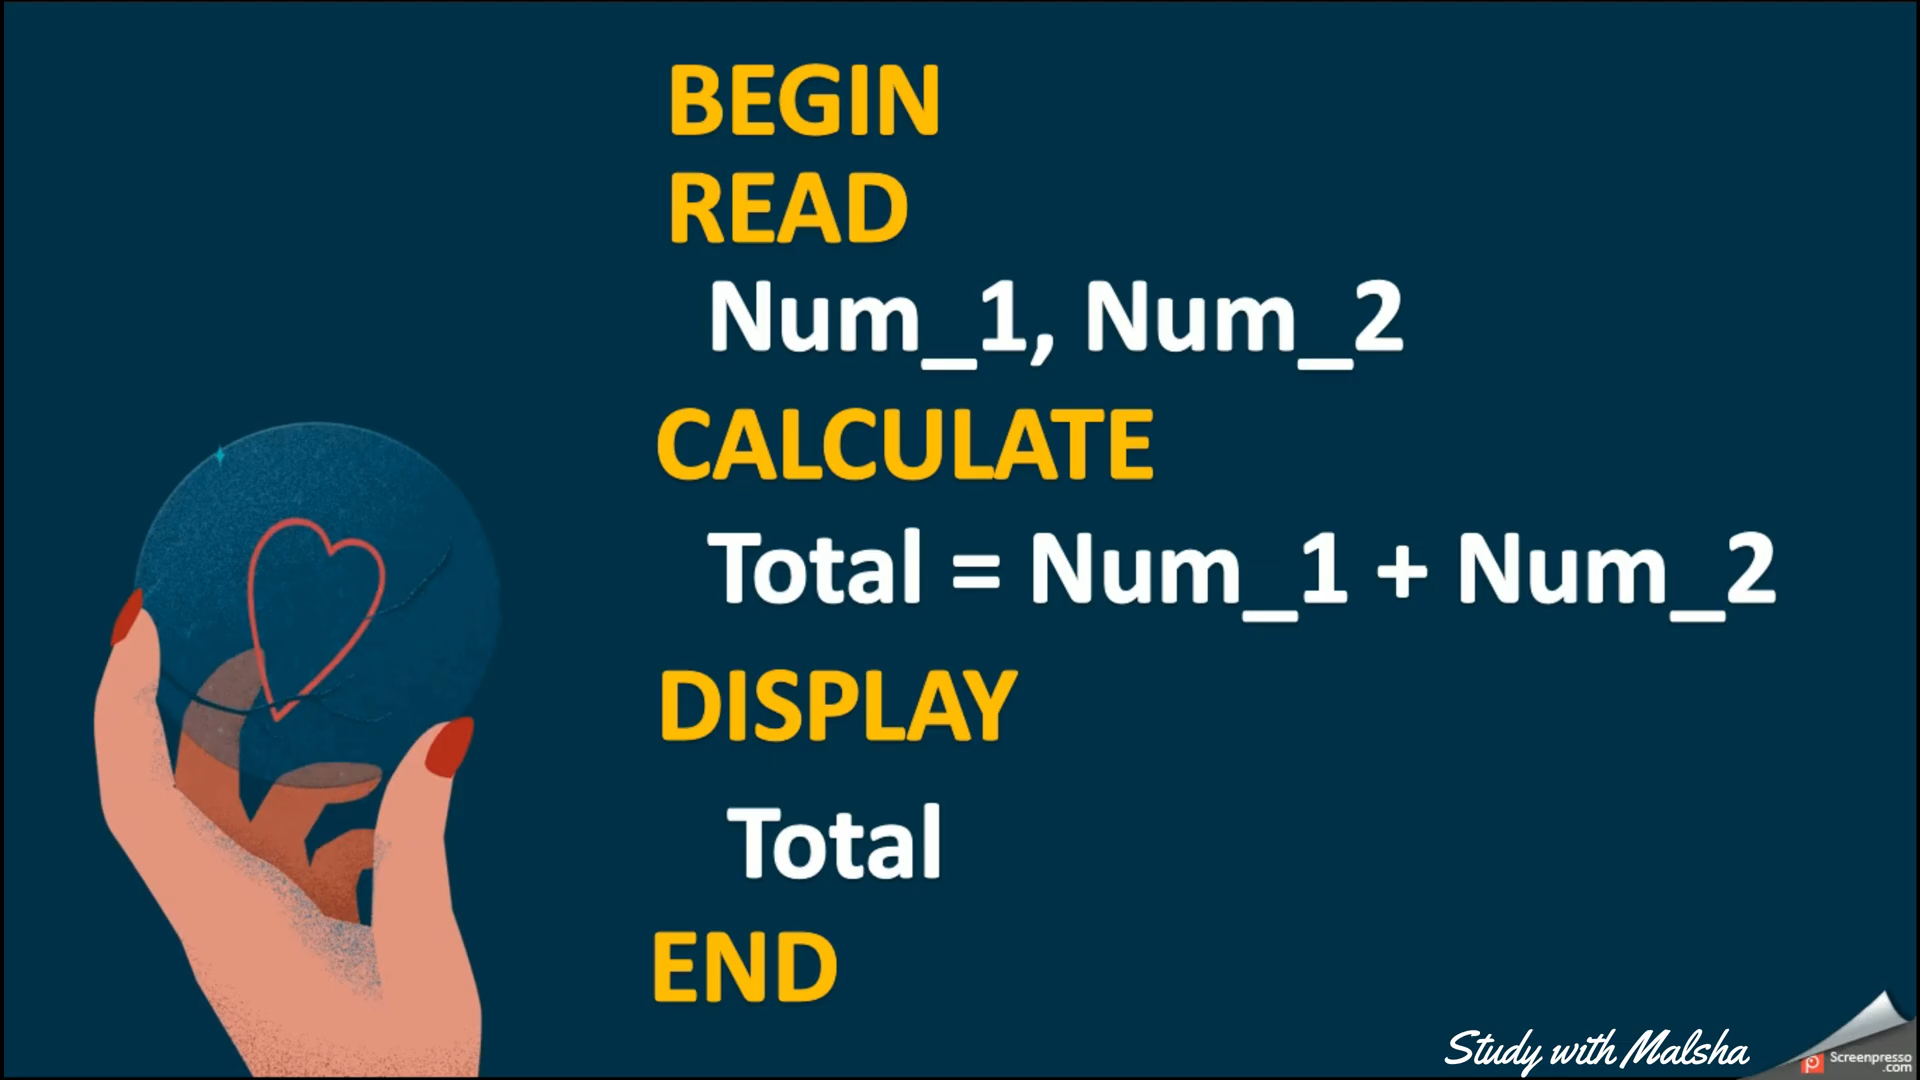 BEGIN
READ
Num_1, Num_2
CALCULATE
Total = Num_1 + Num_2
DISPLAY
Total
END
Study with Malsha
Screenpresso
.com